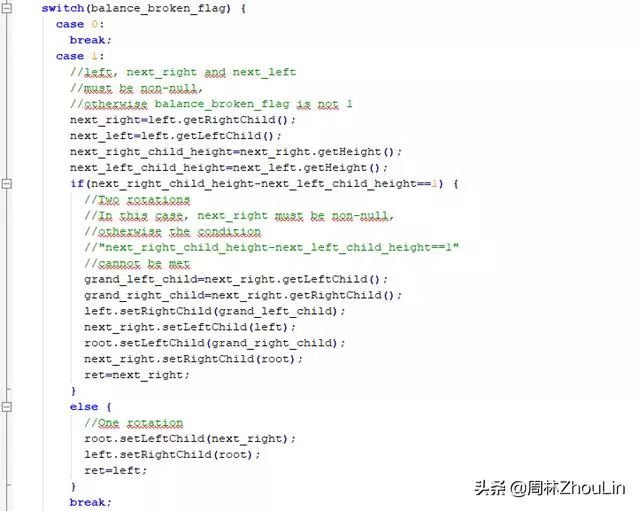 switch(balance_broken_flag) {
case 0:
break;
case 1:
//left, next_right and next_left
//must be non-null,
//otherwise balance_broken_flag is not 1
next_right=left.getRightChild();
next_left=left.getLeftChild();
next_right_child_height=next_right.getHeight();
next_left_child_height=next_left.getHeight();
if(next_right_child_height-next_left_child_height==1) {
//Two rotations
//In this case, next_right must be non-null,
//otherwise the condition
//"next_right_child_height-next_left_child_height==1"
//cannot be met
grand_left_child=next_right.getLeftChild();
grand_right_child=next_right.getRightChild();
left.setRightChild(grand_left_child);
next_right.setLeftChild(left);
root.setLeftChild(grand_right_child);
next_right.setRightChild(root);
ret=next_right;
}
else {
//One rotation
root.setLeftChild(next_right);
left.setRightChild(root);
ret=left;
}
break;
头条 @周林ZhouLin